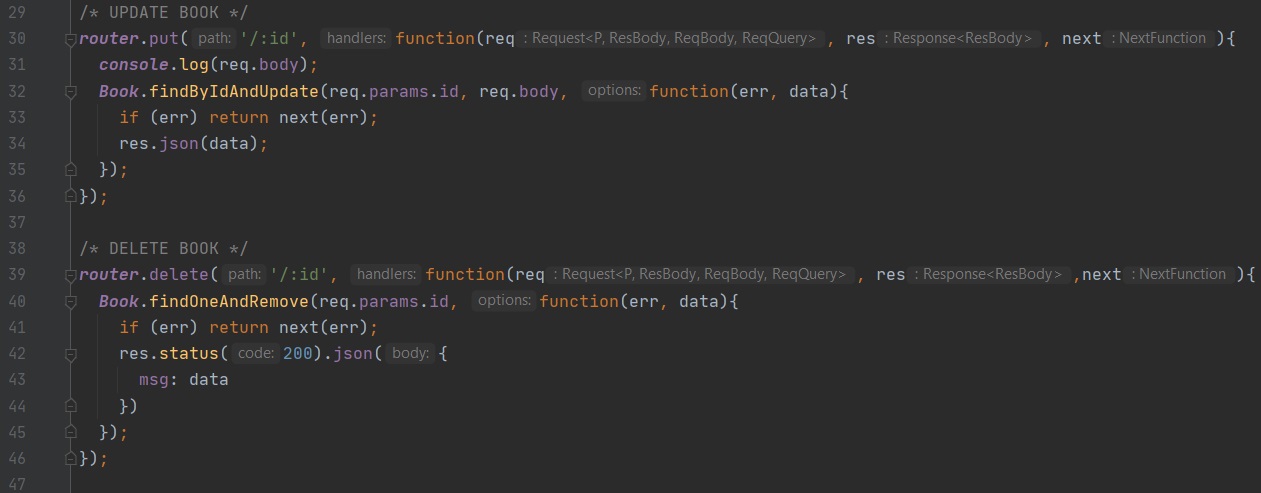 29 /* UPDATE BOOK */
30 router.put( path: '/:id', handlers: function(req : Request<P, ResBody, ReqBody, ReqQuery> , res : Response<ResBody> , next : NextFunction ){
31 console.log(req.body);
32 Book.findByIdAndUpdate(req.params.id, req.body, options: function(err, data){
33 if (err) return next(err);
34 res.json(data);
35 });
36 });
37
38 /* DELETE BOOK */
39 router.delete( path: '/:id', handlers: function(req : Request<P, ResBody, ReqBody, ReqQuery> , res : Response<ResBody> ,next : NextFunction ){
40 Book.findOneAndRemove(req.params.id, options: function(err, data){
41 if (err) return next(err);
42 res.status( code: 200).json( body: {
43 msg: data
44 })
45 });
46 });
47